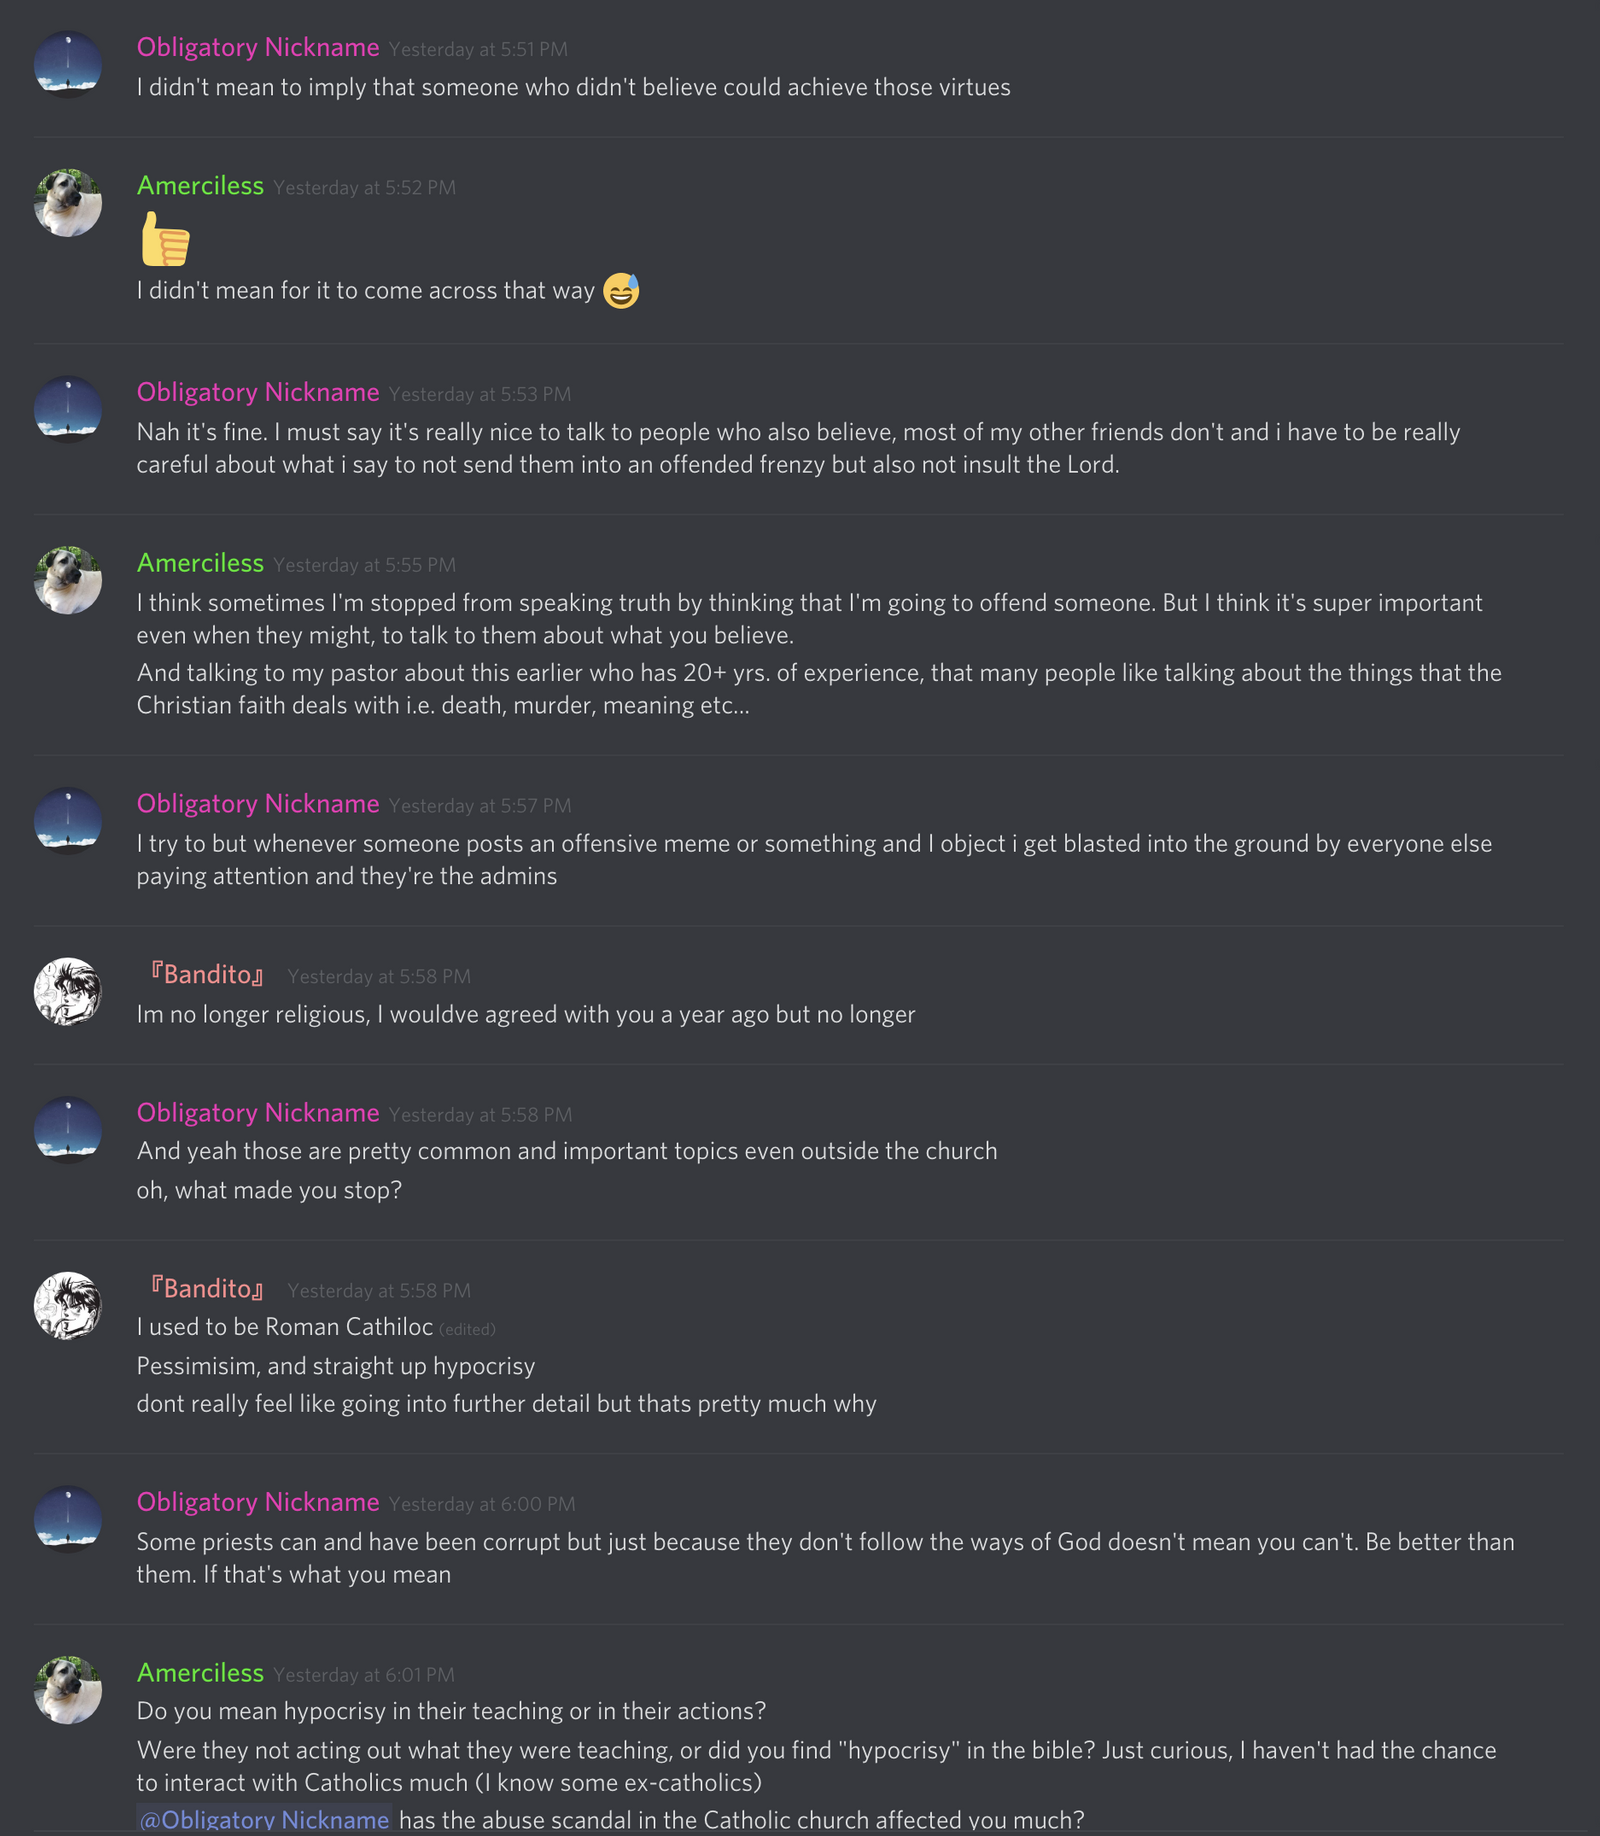 Obligatory Nickname Yesterday at 5:51 PM
I didn't mean to imply that someone who didn't believe could achieve those virtues
Amerciless Yesterday at 5:52 PM
I didn't mean for it to come across that way
Obligatory Nickname Yesterday at 5:53 PM
Nah it's fine. I must say it's really nice to talk to people who also believe, most of my other friends don't and i have to be really
careful about what i say to not send them into an offended frenzy but also not insult the Lord.
Amerciless Yesterday at 5:55 PM
I think sometimes I'm stopped from speaking truth by thinking that I'm going to offend someone. But I think it's super important
even when they might, to talk to them about what you believe.
And talking to my pastor about this earlier who has 20+ yrs. of experience, that many people like talking about the things that the
Christian faith deals with i.e. death, murder, meaning etc...
Obligatory Nickname Yesterday at 5:57 PM
I try to but whenever someone posts an offensive meme or something and I object i get blasted into the ground by everyone else
paying attention and they're the admins
『Bandito』 Yesterday at 5:58 PM
Im no longer religious, I wouldve agreed with you a year ago but no longer
Obligatory Nickname Yesterday at 5:58 PM
And yeah those are pretty common and important topics even outside the church
oh, what made you stop?
『Bandito』 Yesterday at 5:58 PM
I used to be Roman Cathiloc (edited)
Pessimisim, and straight up hypocrisy
dont really feel like going into further detail but thats pretty much why
Obligatory Nickname Yesterday at 6:00 PM
Some priests can and have been corrupt but just because they don't follow the ways of God doesn't mean you can't. Be better than
them. If that's what you mean
Amerciless Yesterday at 6:01 PM
Do you mean hypocrisy in their teaching or in their actions?
Were they not acting out what they were teaching, or did you find "hypocrisy" in the bible? Just curious, I haven't had the chance
to interact with Catholics much (I know some ex-catholics)
@Obligatory Nickname has the abuse scandal in the Catholic church affected you much?